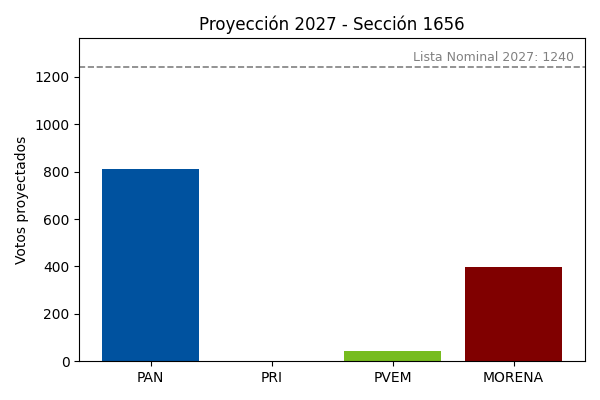 Proyección 2027 - Sección 1656
Lista Nominal 2027: 1240
Votos proyectados
1200
1000
800
600
400
200
0
PAN PRI PVEM MORENA